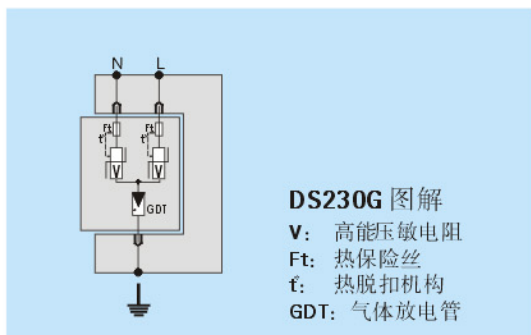 N L
Ft Ft
t° t°
V V
GDT
DS230G 图解
V: 高能压敏电阻
Ft: 热保险丝
t°: 热脱扣机构
GDT: 气体放电管